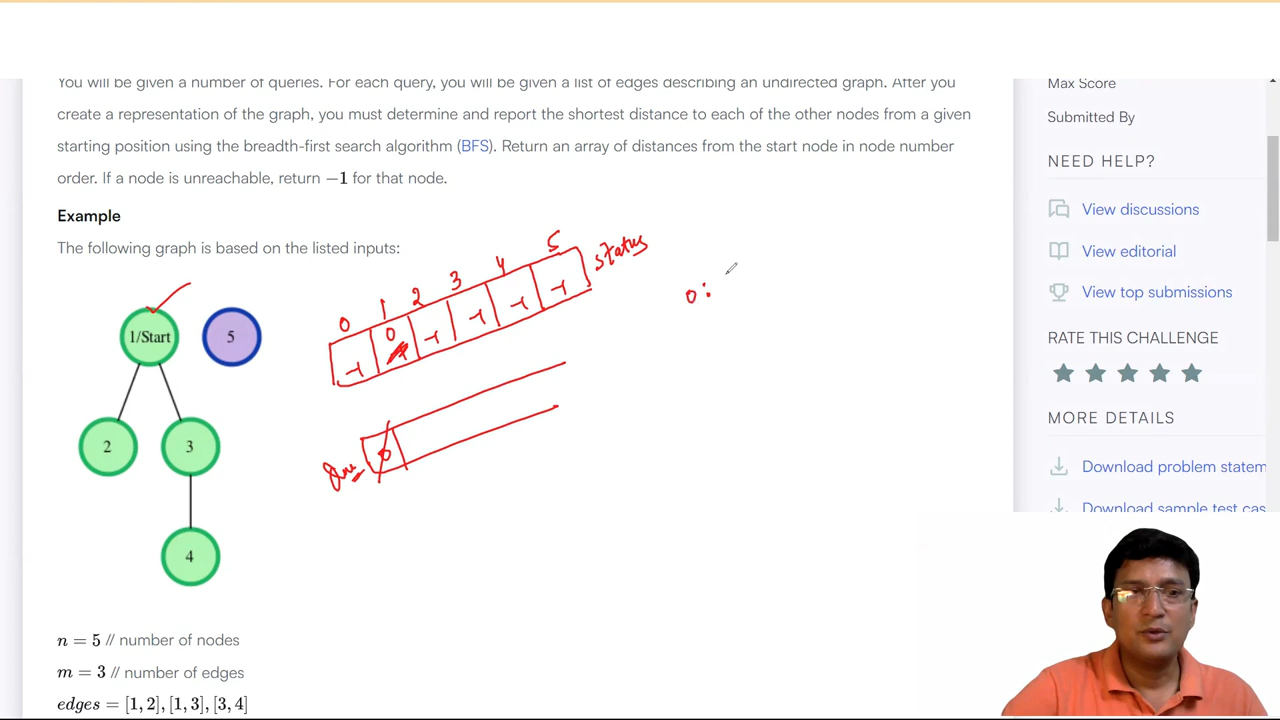 You will be given a number of queries. For each query, you will be given a list of edges describing an undirected graph. After you
create a representation of the graph, you must determine and report the shortest distance to each of the other nodes from a given
starting position using the breadth-first search algorithm (BFS). Return an array of distances from the start node in node number
order. If a node is unreachable, return −1 for that node.
Example
The following graph is based on the listed inputs:
0 1 2 3 4 5 status
-1 0 -1 -1 -1 -1
0:
1/Start 5
2 3
4
0
n = 5 // number of nodes
m = 3 // number of edges
edges = [1, 2], [1, 3], [3, 4]
Max Score
Submitted By
NEED HELP?
View discussions
View editorial
View top submissions
RATE THIS CHALLENGE
MORE DETAILS
Download problem statem
Download sample test cas